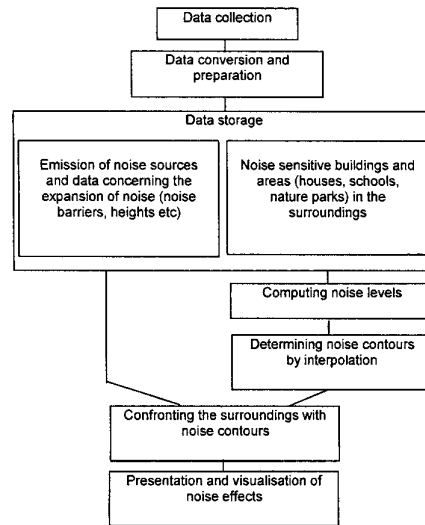 Data collection
Data conversion and
preparation
Data storage
Emission of noise sources
and data concerning the
expansion of noise (noise
barriers, heights etc)
Noise sensitive buildings and
areas (houses, schools,
nature parks) in the
surroundings
Computing noise levels
Determining noise contours
by interpolation
Confronting the surroundings with
noise contours
Presentation and visualisation of
noise effects